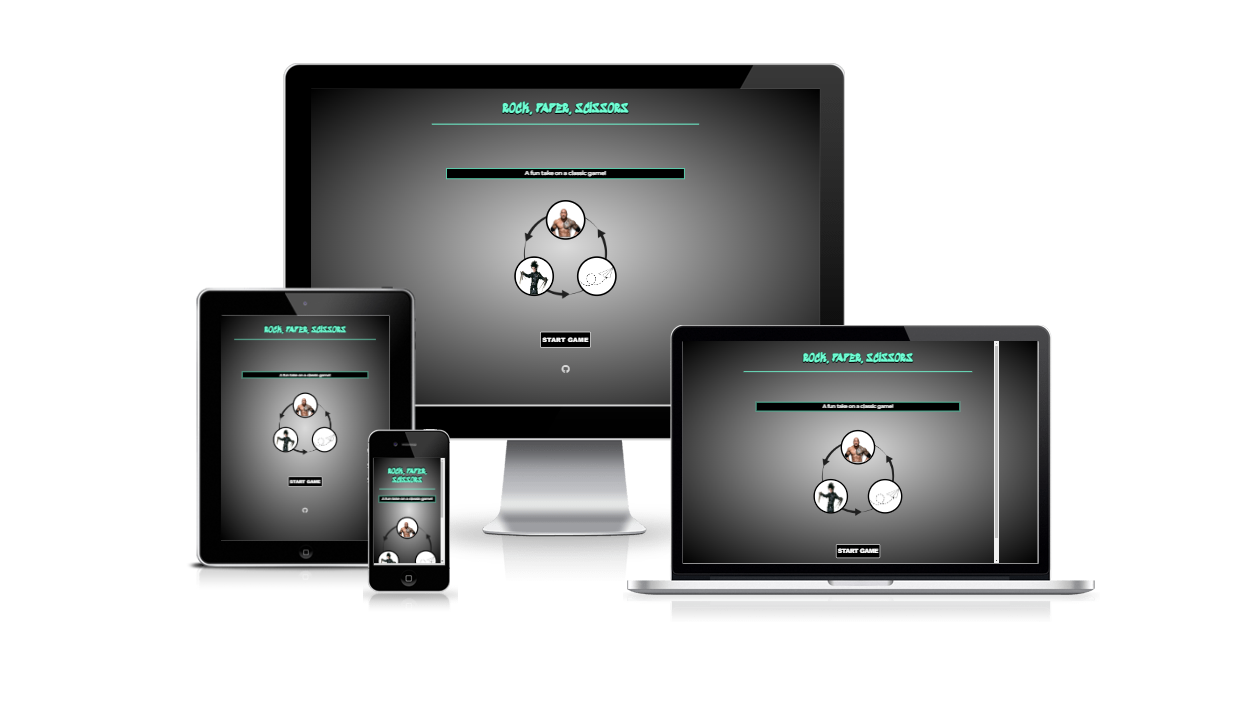 ROCK, PAPER, SCISSORS
A fun take on a classic game!
START GAME
ROCK, PAPER, SCISSORS
A fun take on a classic game!
START GAME
ROCK, PAPER,
SCISSORS
A fun take on a classic game!
ROCK, PAPER, SCISSORS
A fun take on a classic game!
START GAME